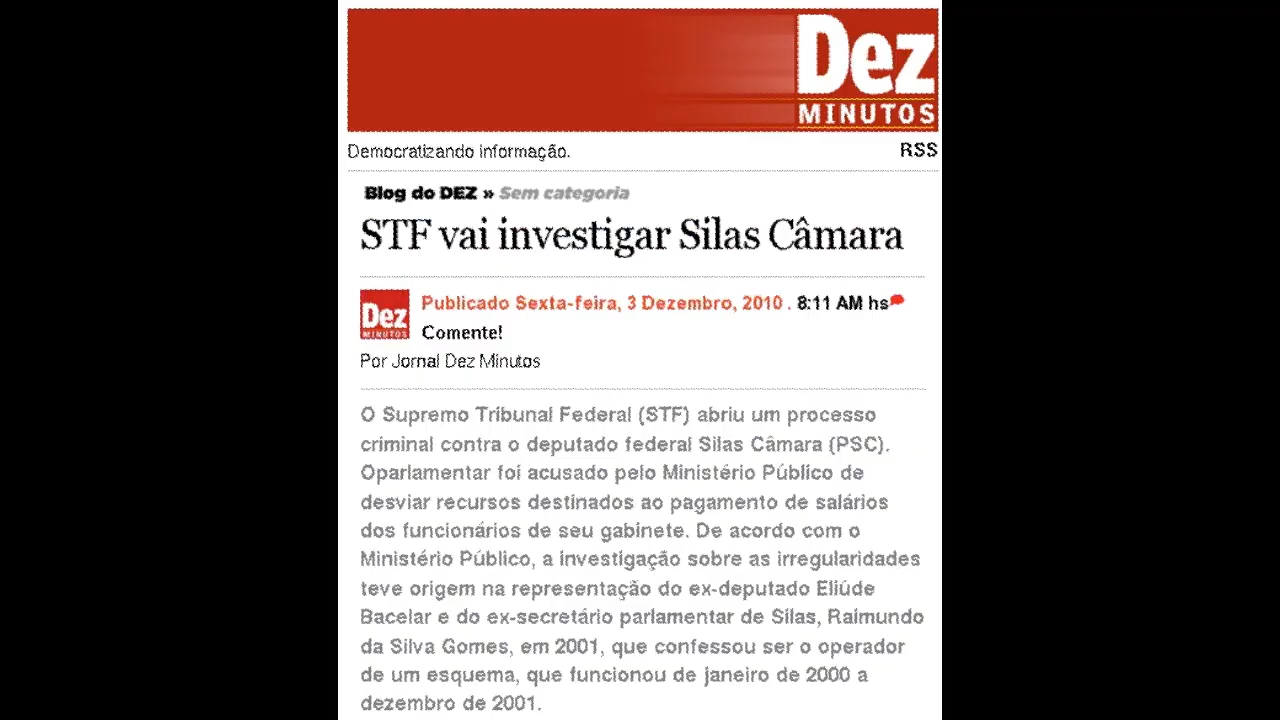 Dez
MINUTOS
Democratizando informação.
RSS
Blog do DEZ » Sem categoria
STF vai investigar Silas Câmara
Dez
MINUTOS
Publicado Sexta-feira, 3 Dezembro, 2010 . 8:11 AM hs
Comente!
Por Jornal Dez Minutos
O Supremo Tribunal Federal (STF) abriu um processo
criminal contra o deputado federal Silas Câmara (PSC).
Oparlamentar foi acusado pelo Ministério Público de
desviar recursos destinados ao pagamento de salários
dos funcionários de seu gabinete. De acordo com o
Ministério Público, a investigação sobre as irregularidades
teve origem na representação do ex-deputado Eliúde
Bacelar e do ex-secretário parlamentar de Silas, Raimundo
da Silva Gomes, em 2001, que confessou ser o operador
de um esquema, que funcionou de janeiro de 2000 a
dezembro de 2001.